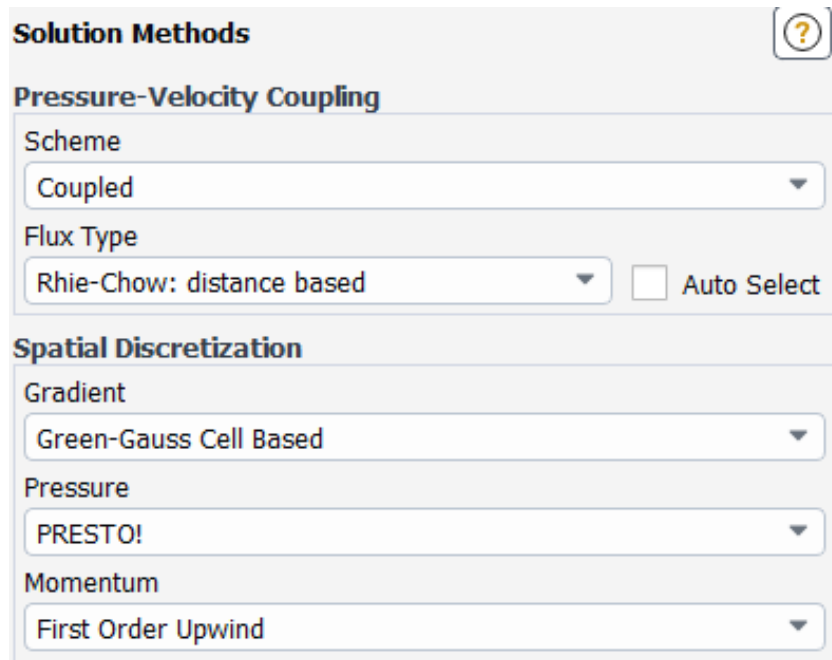 Solution Methods
?
Pressure-Velocity Coupling
Scheme
Coupled
Flux Type
Rhie-Chow: distance based
Auto Select
Spatial Discretization
Gradient
Green-Gauss Cell Based
Pressure
PRESTO!
Momentum
First Order Upwind